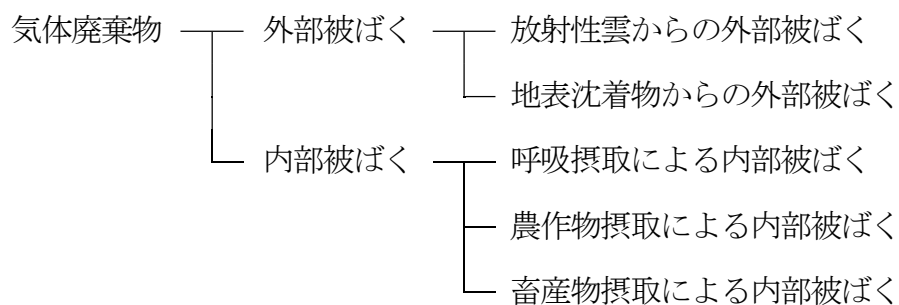 気体廃棄物 外部被ばく 放射性雲からの外部被ばく
地表沈着物からの外部被ばく
内部被ばく 呼吸摂取による内部被ばく
農作物摂取による内部被ばく
畜産物摂取による内部被ばく